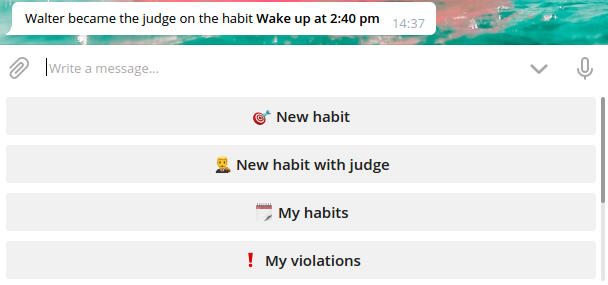 Walter became the judge on the habit Wake up at 2:40 pm 14:37
Write a message...
New habit
New habit with judge
My habits
My violations